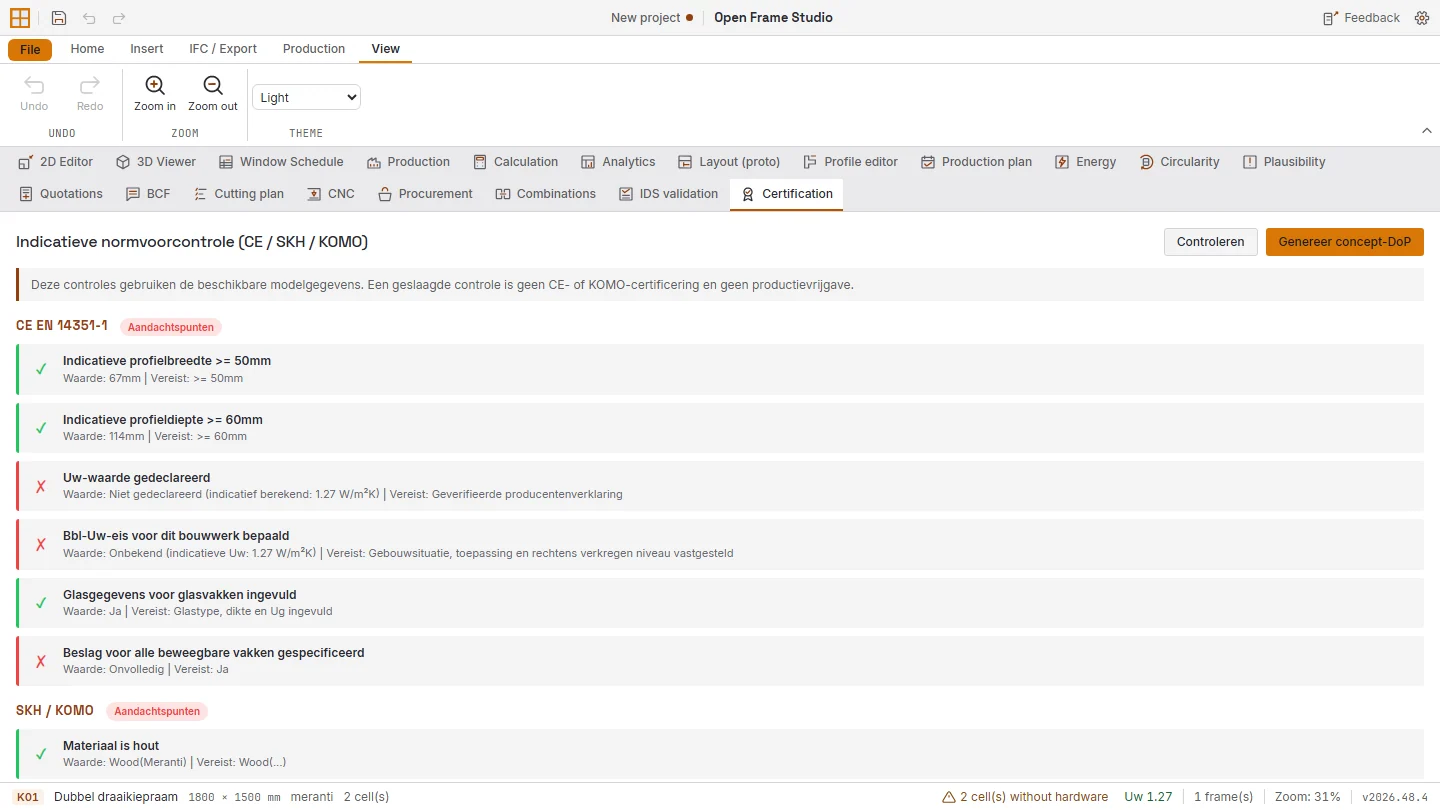 New project
Open Frame Studio
Feedback
File
Home
Insert
IFC / Export
Production
View
Undo
Redo
Zoom in
Zoom out
Light
UNDO
ZOOM
THEME
2D Editor
3D Viewer
Window Schedule
Production
Calculation
Analytics
Layout (proto)
Profile editor
Production plan
Energy
Circularity
Plausibility
Quotations
BCF
Cutting plan
CNC
Procurement
Combinations
IDS validation
Certification
Indicatieve normvoorcontrole (CE / SKH / KOMO)
Controleren
Genereer concept-DoP
Deze controles gebruiken de beschikbare modelgegevens. Een geslaagde controle is geen CE- of KOMO-certificering en geen productievrijgave.
CE EN 14351-1
Aandachtspunten
✓
Indicatieve profielbreedte >= 50mm
Waarde: 67mm | Vereist: >= 50mm
✓
Indicatieve profieldiepte >= 60mm
Waarde: 114mm | Vereist: >= 60mm
✗
Uw-waarde gedeclareerd
Waarde: Niet gedeclareerd (indicatief berekend: 1.27 W/m²K) | Vereist: Geverifieerde producentenverklaring
✗
Bbl-Uw-eis voor dit bouwwerk bepaald
Waarde: Onbekend (indicatieve Uw: 1.27 W/m²K) | Vereist: Gebouwsituatie, toepassing en rechtens verkregen niveau vastgesteld
✓
Glasgegevens voor glasvakken ingevuld
Waarde: Ja | Vereist: Glastype, dikte en Ug ingevuld
✗
Beslag voor alle beweegbare vakken gespecificeerd
Waarde: Onvolledig | Vereist: Ja
SKH / KOMO
Aandachtspunten
✓
Materiaal is hout
Waarde: Wood(Meranti) | Vereist: Wood(...)
K01
Dubbel draaikiepraam
1800 × 1500 mm
meranti
2 cell(s)
2 cell(s) without hardware
Uw 1.27
1 frame(s)
Zoom: 31%
v2026.48.4